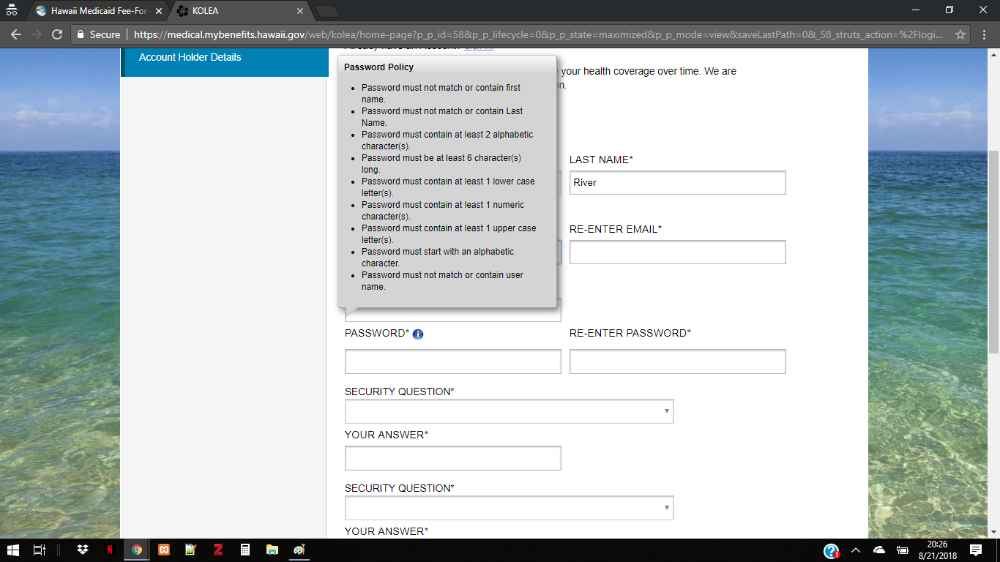 Hawaii Medicaid Fee-For
KOLEA
Secure
https://medical.mybenefits.hawaii.gov/web/kolea/home-page?p_p_id=58&p_p_lifecycle=0&p_p_state=maximized&p_p_mode=view&saveLastPath=0&_58_struts_action=%2Flogi...
Account Holder Details
Already have an Account? Sign In.
Password Policy
your health coverage over time. We are
Password must not match or contain first
name.
Password must not match or contain Last
Name.
Password must contain at least 2 alphabetic
character(s).
Password must be at least 6 character(s)
long.
Password must contain at least 1 lower case
letter(s).
Password must contain at least 1 numeric
character(s).
Password must contain at least 1 upper case
letter(s).
Password must start with an alphabetic
character.
Password must not match or contain user
name.
LAST NAME*
River
RE-ENTER EMAIL*
PASSWORD*
RE-ENTER PASSWORD*
SECURITY QUESTION*
YOUR ANSWER*
SECURITY QUESTION*
YOUR ANSWER*
20:26
8/21/2018